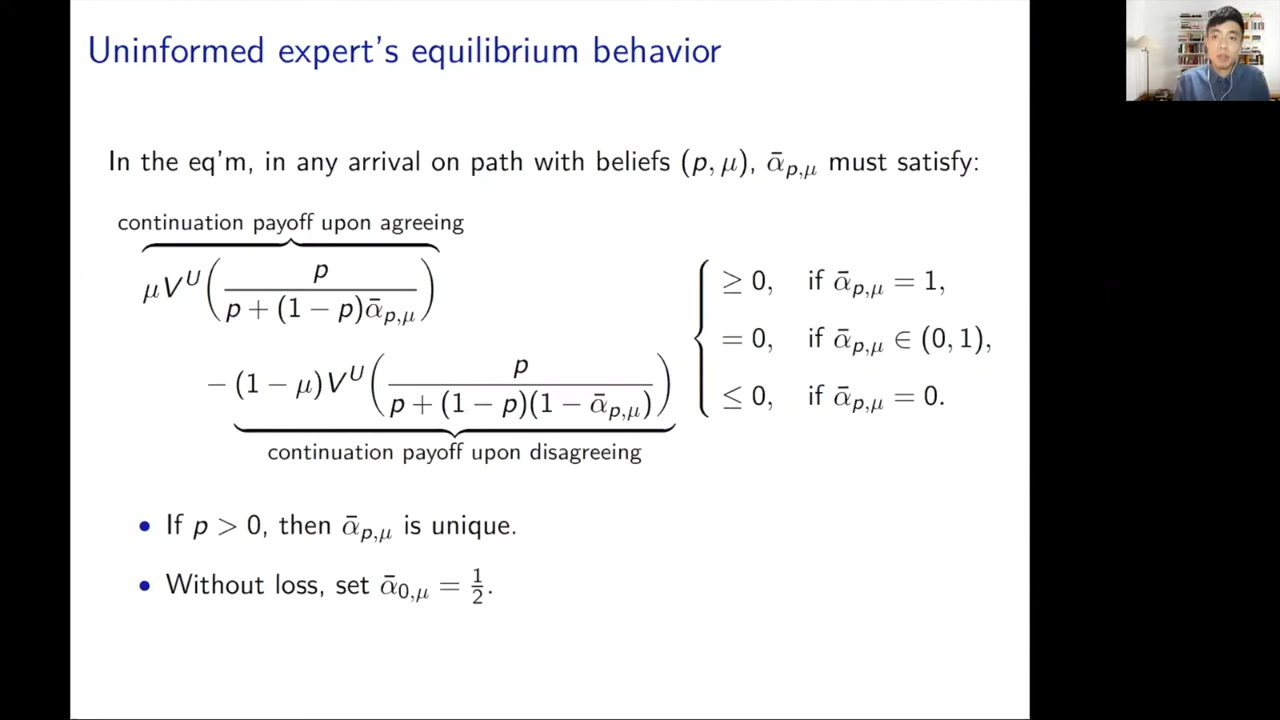 Uninformed expert's equilibrium behavior
In the eq'm, in any arrival on path with beliefs (p, μ), ᾱ_{p,μ} must satisfy:
continuation payoff upon agreeing
μV^U( p / (p + (1 − p)ᾱ_{p,μ}) )
− (1 − μ)V^U( p / (p + (1 − p)(1 − ᾱ_{p,μ})) )
continuation payoff upon disagreeing
≥ 0, if ᾱ_{p,μ} = 1,
= 0, if ᾱ_{p,μ} ∈ (0, 1),
≤ 0, if ᾱ_{p,μ} = 0.
• If p > 0, then ᾱ_{p,μ} is unique.
• Without loss, set ᾱ_{0,μ} = 1/2.